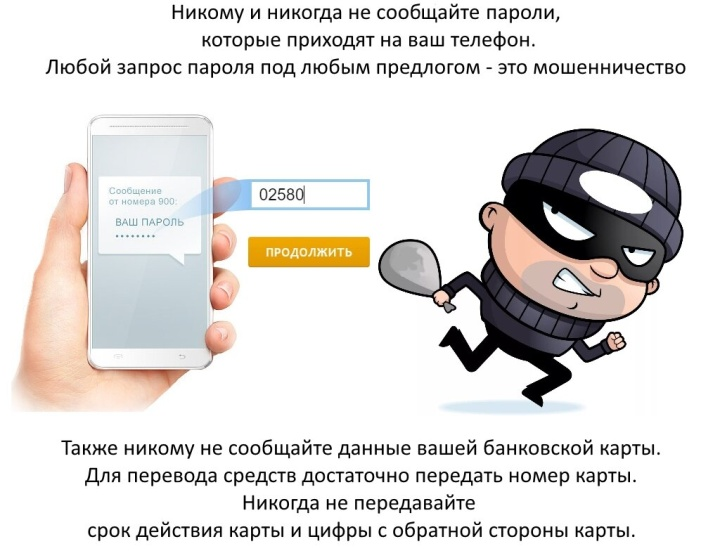 Никому и никогда не сообщайте пароли,
которые приходят на ваш телефон.
Любой запрос пароля под любым предлогом - это мошенничество
Сообщение
от номера 900:
ВАШ ПАРОЛЬ
••••••••
02580
ПРОДОЛЖИТЬ
Также никому не сообщайте данные вашей банковской карты.
Для перевода средств достаточно передать номер карты.
Никогда не передавайте
срок действия карты и цифры с обратной стороны карты.